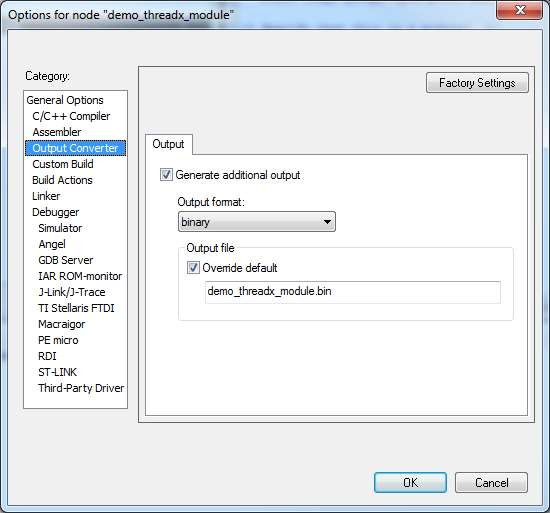 Options for node "demo_threadx_module"
Category:
Factory Settings
General Options
C/C++ Compiler
Assembler
Output Converter
Custom Build
Build Actions
Linker
Debugger
Simulator
Angel
GDB Server
IAR ROM-monitor
J-Link/J-Trace
TI Stellaris FTDI
Macraigor
PE micro
RDI
ST-LINK
Third-Party Driver
Output
Generate additional output
Output format:
binary
Output file
Override default
demo_threadx_module.bin
OK
Cancel